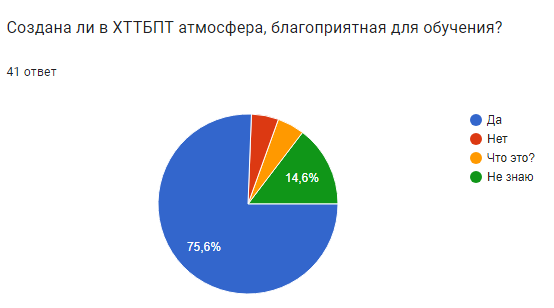 Создана ли в ХТТБПТ атмосфера, благоприятная для обучения?
41 ответ
Да
Нет
Что это?
Не знаю
14,6%
75,6%